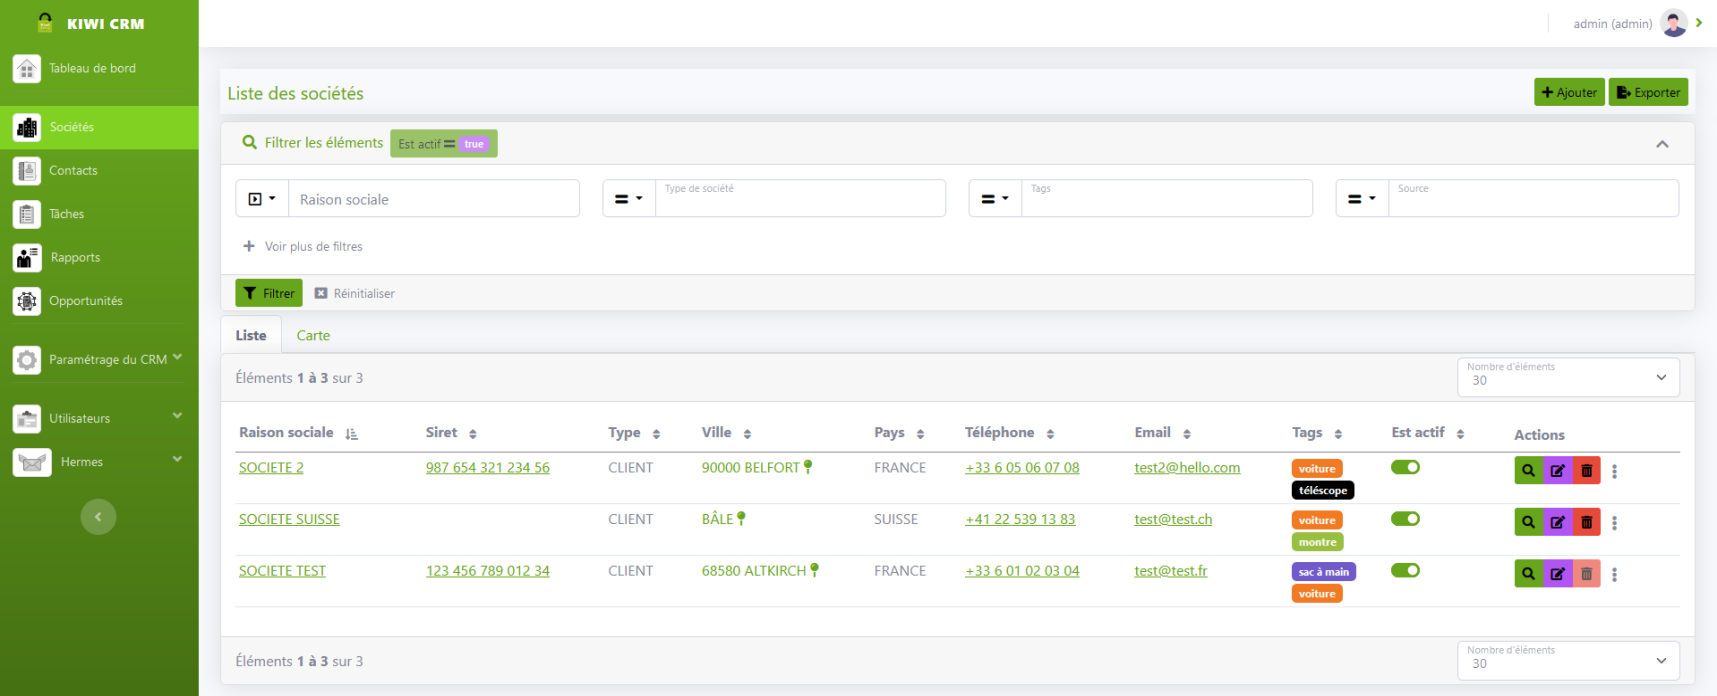 KIWI CRM
admin (admin)
Tableau de bord
Sociétés
Contacts
Tâches
Rapports
Opportunités
Paramétrage du CRM
Utilisateurs
Hermes
Liste des sociétés
Ajouter
Exporter
Filtrer les éléments
Est actif = true
Raison sociale
Type de société
Tags
Source
Voir plus de filtres
Filtrer
Réinitialiser
Liste
Carte
Éléments 1 à 3 sur 3
Nombre d'éléments
30
Raison sociale Siret Type Ville Pays Téléphone Email Tags Est actif Actions
SOCIETE 2 987 654 321 234 56 CLIENT 90000 BELFORT FRANCE +33 6 05 06 07 08 test2@hello.com voiture
téléscope
SOCIETE SUISSE CLIENT BÂLE SUISSE +41 22 539 13 83 test@test.ch voiture
montre
SOCIETE TEST 123 456 789 012 34 CLIENT 68580 ALTKIRCH FRANCE +33 6 01 02 03 04 test@test.fr sac à main
voiture
Éléments 1 à 3 sur 3
Nombre d'éléments
30